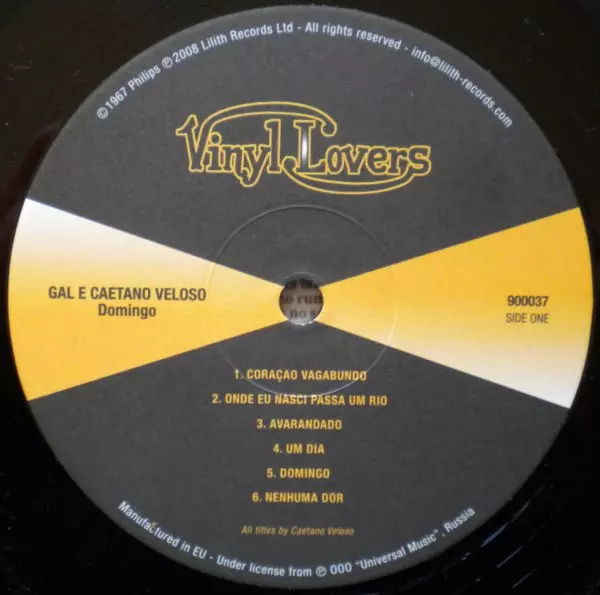 ©1967 Philips ℗2008 Lilith Records Ltd - All rights reserved - info@lilith-records.com
Vinyl Lovers
GAL E CAETANO VELOSO
Domingo
900037
SIDE ONE
1. CORAÇAO VAGABUNDO
2. ONDE EU NASCI PASSA UM RIO
3. AVARANDADO
4. UM DIA
5. DOMINGO
6. NENHUMA DOR
All titles by Caetano Veloso
Manufactured in EU - Under license from ℗ OOO "Universal Music", Russia